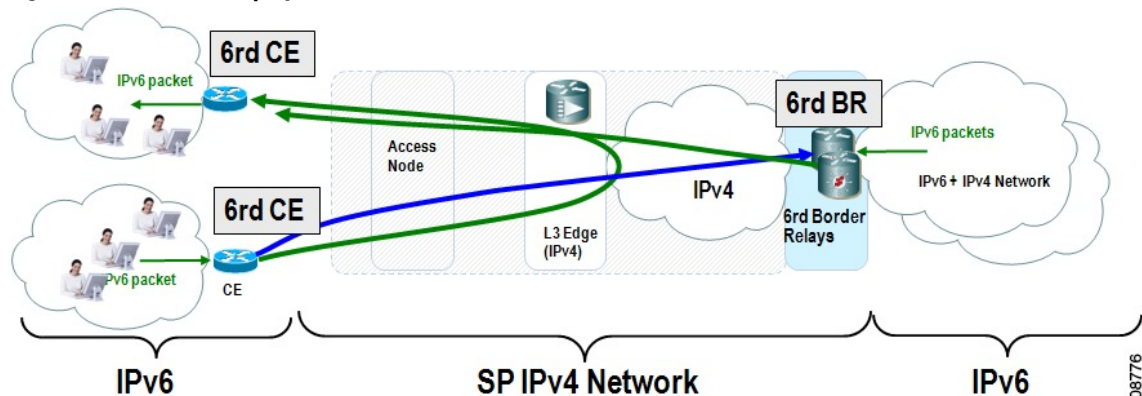 6rd CE
IPv6 packet
6rd BR
IPv6 packets
Access
Node
IPv4
IPv6 + IPv4 Network
6rd CE
L3 Edge
(IPv4)
6rd Border
Relays
Pv6 packet
CE
IPv6
SP IPv4 Network
IPv6
08776